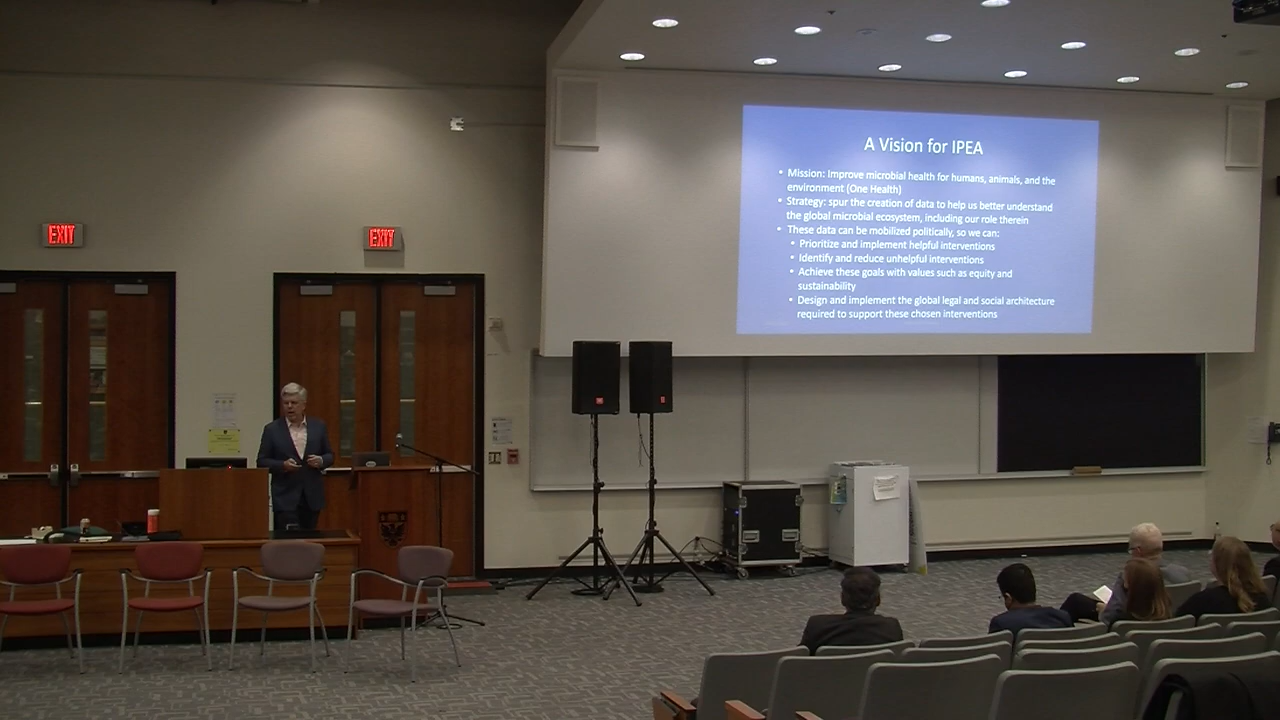 A Vision for IPEA
• Mission: Improve microbial health for humans, animals, and the
environment (One Health)
• Strategy: spur the creation of data to help us better understand
the global microbial ecosystem, including our role therein
• These data can be mobilized politically, so we can:
• Prioritize and implement helpful interventions
• Identify and reduce unhelpful interventions
• Achieve these goals with values such as equity and
sustainability
• Design and implement the global legal and social architecture
required to support these chosen interventions
EXIT
EXIT